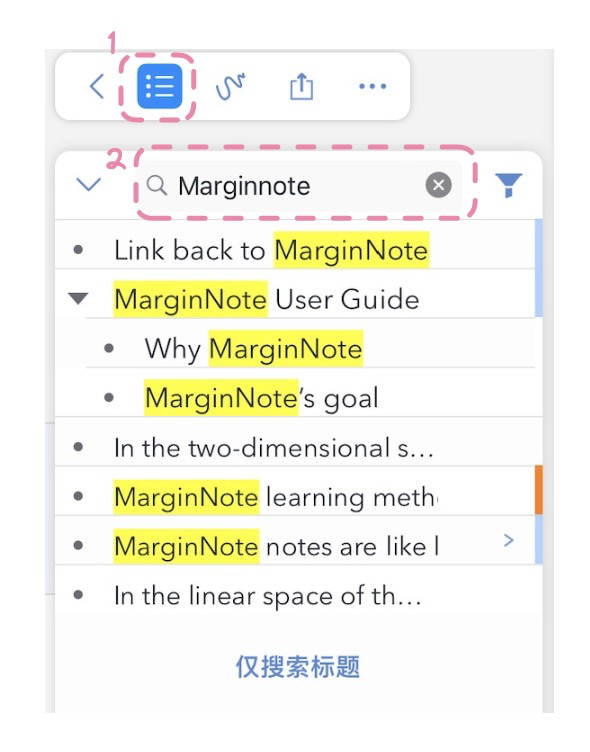 1
2
Marginnote
Link back to MarginNote
MarginNote User Guide
Why MarginNote
MarginNote's goal
In the two-dimensional s...
MarginNote learning meth
MarginNote notes are like l
In the linear space of th...
仅搜索标题